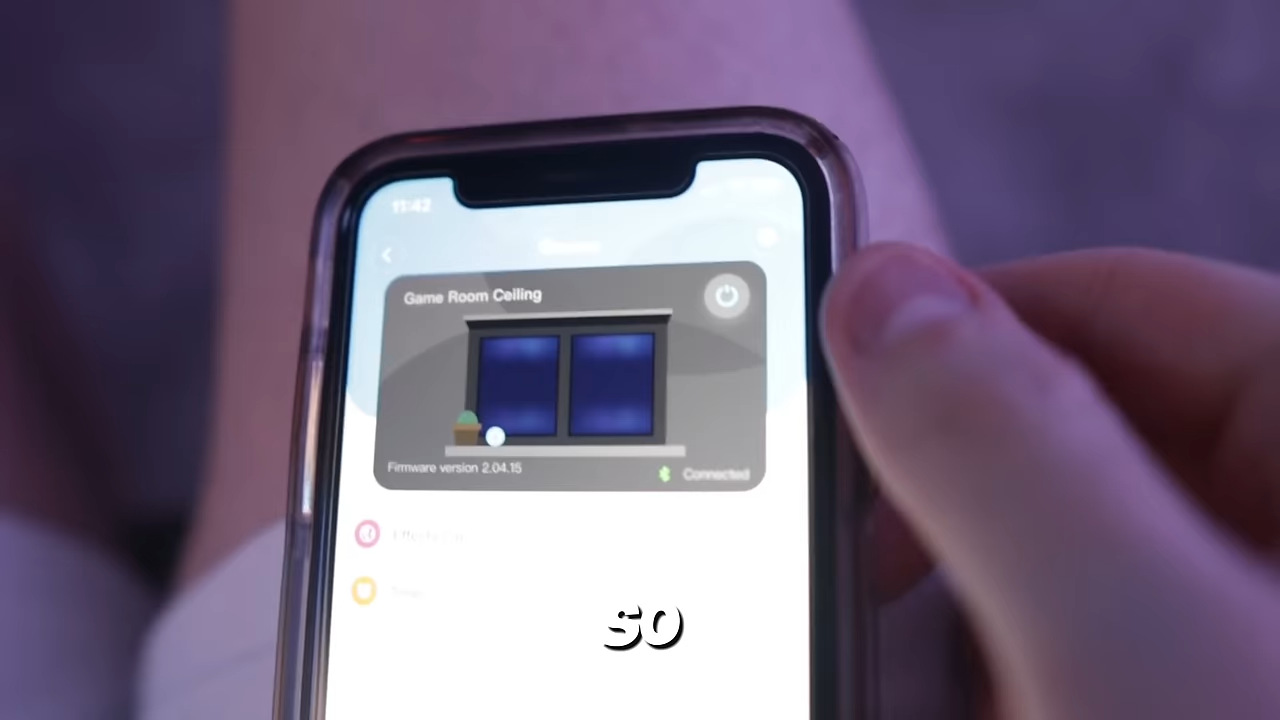 11:42
Game Room Ceiling
Firmware version 2.04.15
Connected
so